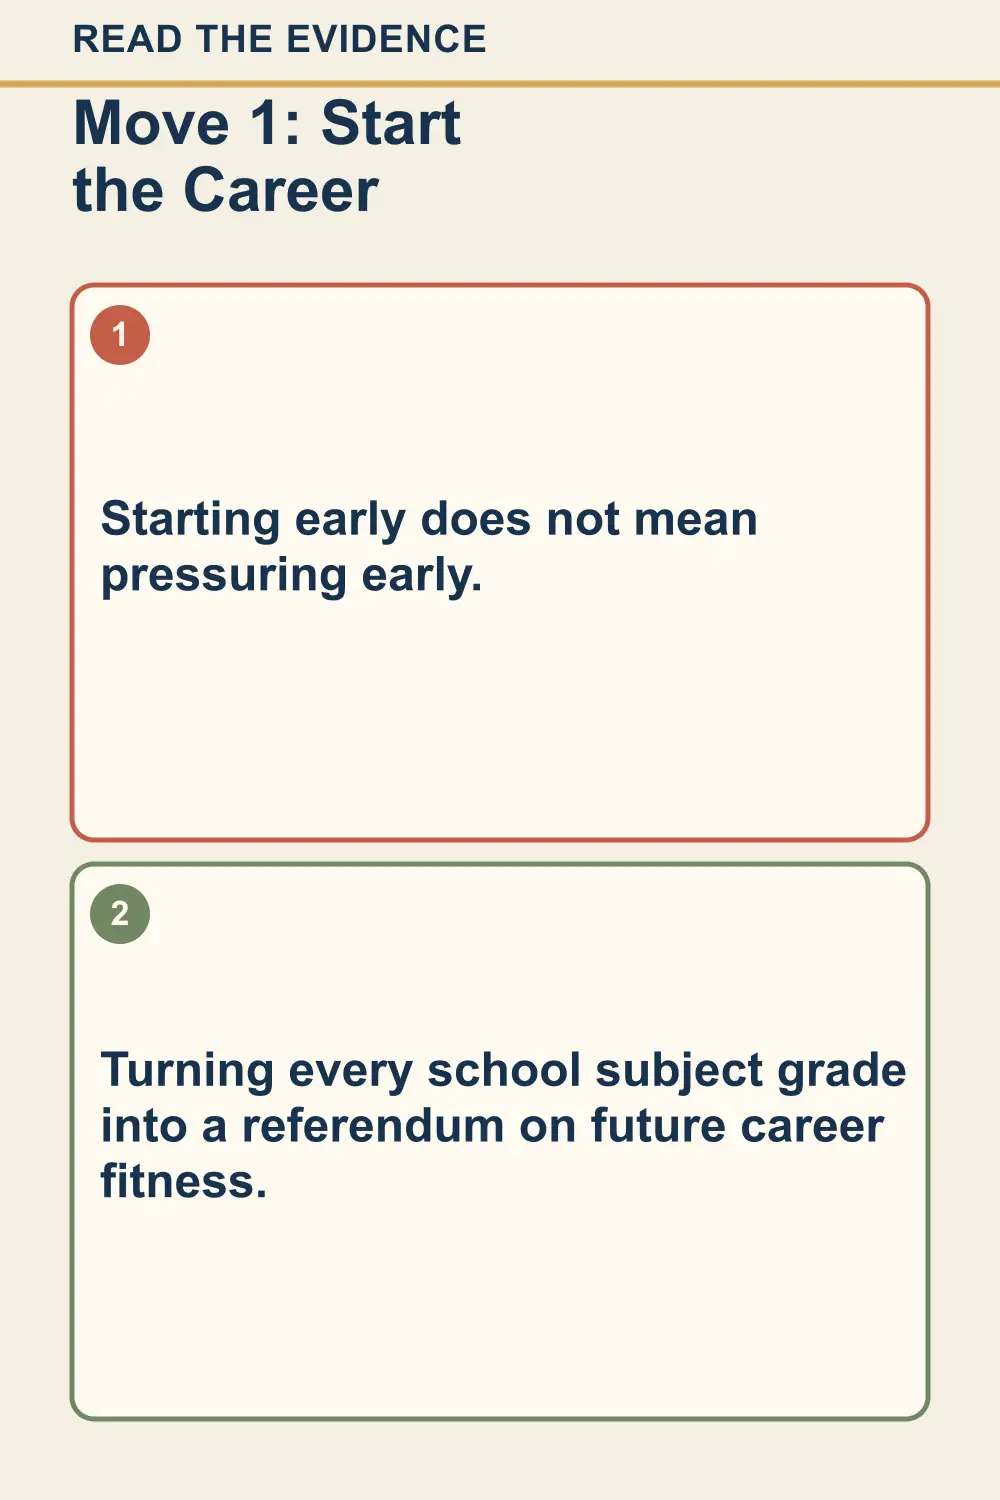 READ THE EVIDENCE
Move 1: Start
the Career
1
Starting early does not mean
pressuring early.
2
Turning every school subject grade
into a referendum on future career
fitness.